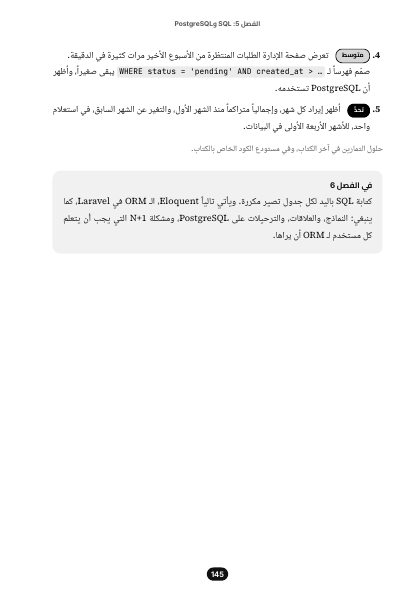 الفصل 5: SQL وPostgreSQL
4. متوسط تعرض صفحة الإدارة الطلبات المنتظرة من الأسبوع الأخير مرات كثيرة في الدقيقة.
صمّم فهرساً لـ WHERE status = 'pending' AND created_at > … يبقى صغيراً، وأظهر
أن PostgreSQL تستخدمه.
5. تحدٍّ أظهر إيراد كل شهر، وإجمالياً متراكماً منذ الشهر الأول، والتغير عن الشهر السابق، في استعلام
واحد، للأشهر الأربعة الأولى في البيانات.
حلول التمارين في آخر الكتاب، وفي مستودع الكود الخاص بالكتاب.
في الفصل 6
كتابة SQL باليد لكل جدول تصير مكررة. ويأتي تالياً Eloquent، الـ ORM في Laravel، كما
ينبغي: النماذج، والعلاقات، والترحيلات على PostgreSQL، ومشكلة N+1 التي يجب أن يتعلم
كل مستخدم لـ ORM أن يراها.
145